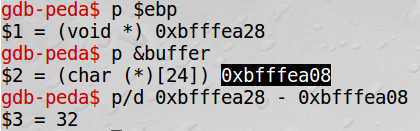 gdb-peda$ p $ebp
$1 = (void *) 0xbfffea28
gdb-peda$ p &buffer
$2 = (char (*)[24]) 0xbfffea08
gdb-peda$ p/d 0xbfffea28 - 0xbfffea08
$3 = 32